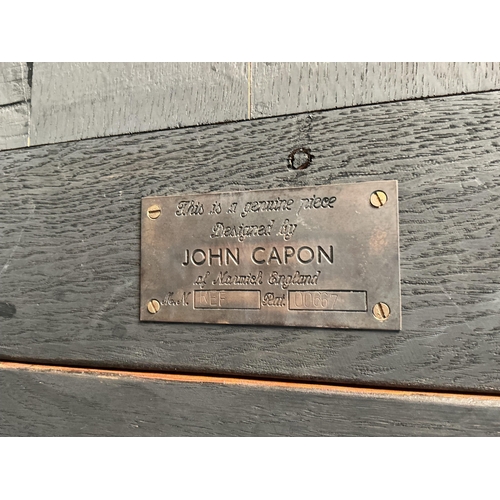 This is a genuine piece
Designed by
JOHN CAPON
of Norwich England
REF Pat.